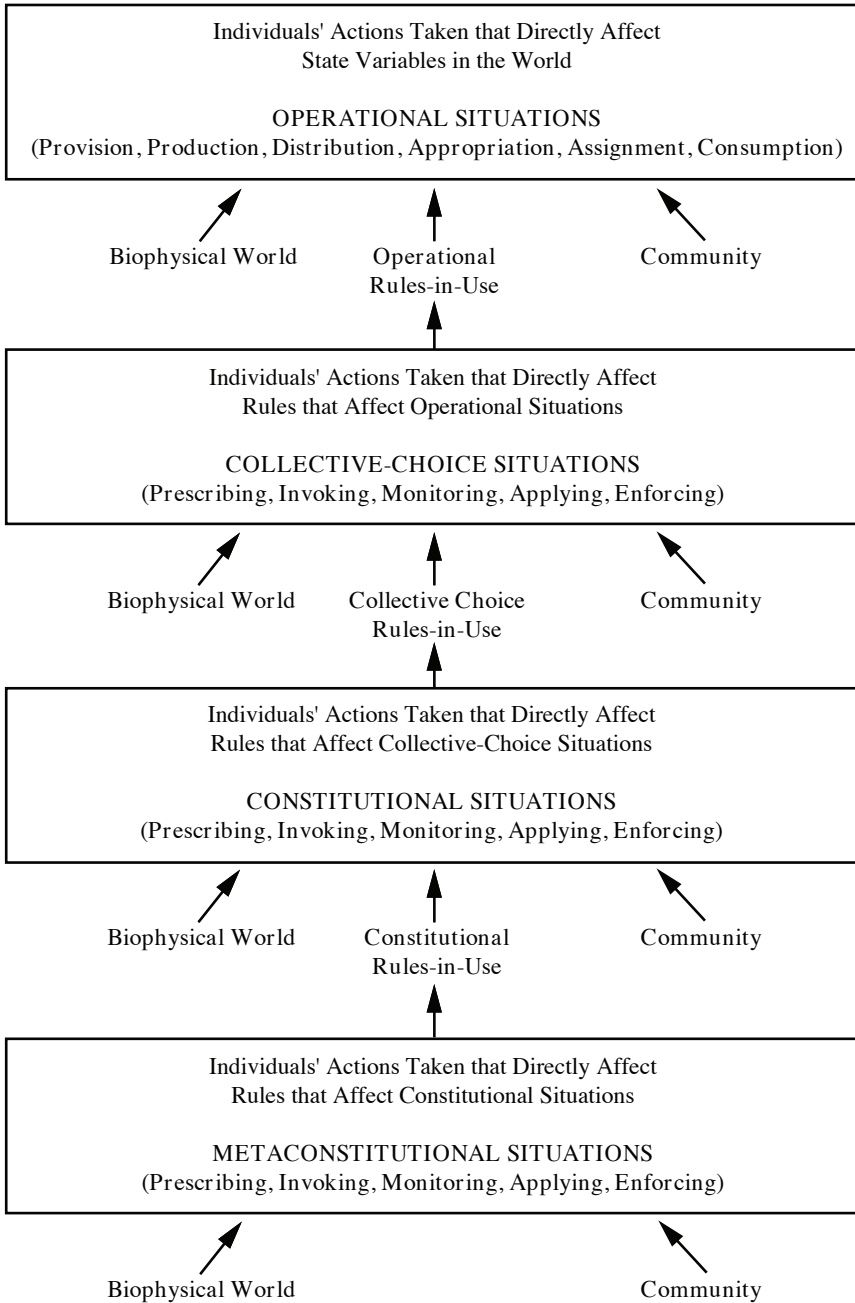 Individuals' Actions Taken that Directly Affect
State Variables in the World
OPERATIONAL SITUATIONS
(Provision, Production, Distribution, Appropriation, Assignment, Consumption)
Biophysical World
Operational
Rules-in-Use
Community
Individuals' Actions Taken that Directly Affect
Rules that Affect Operational Situations
COLLECTIVE-CHOICE SITUATIONS
(Prescribing, Invoking, Monitoring, Applying, Enforcing)
Biophysical World
Collective Choice
Rules-in-Use
Community
Individuals' Actions Taken that Directly Affect
Rules that Affect Collective-Choice Situations
CONSTITUTIONAL SITUATIONS
(Prescribing, Invoking, Monitoring, Applying, Enforcing)
Biophysical World
Constitutional
Rules-in-Use
Community
Individuals' Actions Taken that Directly Affect
Rules that Affect Constitutional Situations
METACONSTITUTIONAL SITUATIONS
(Prescribing, Invoking, Monitoring, Applying, Enforcing)
Biophysical World
Community